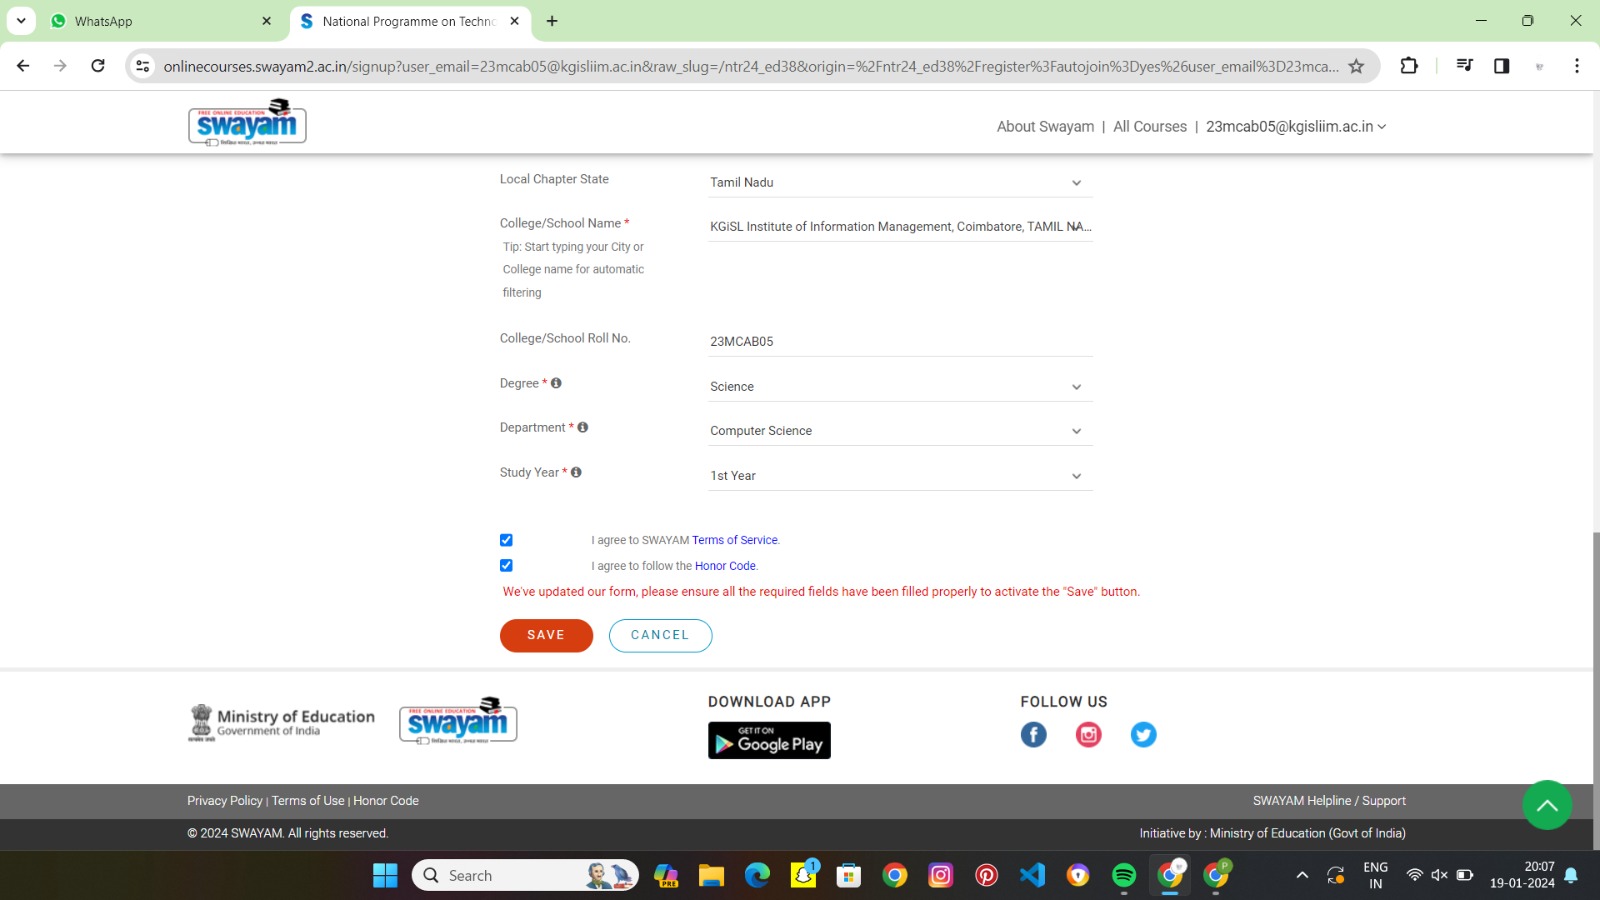 WhatsApp
National Programme on Techno
onlinecourses.swayam2.ac.in/signup?user_email=23mcab05@kgisliim.ac.in&raw_slug=/ntr24_ed38&origin=%2Fntr24_ed38%2Fregister%3Fautojoin%3Dyes%26user_email%3D23mca...
FREE ONLINE EDUCATION
swayam
About Swayam | All Courses | 23mcab05@kgisliim.ac.in
Local Chapter State
Tamil Nadu
College/School Name *
KGiSL Institute of Information Management, Coimbatore, TAMIL NA...
Tip: Start typing your City or
College name for automatic
filtering
College/School Roll No.
23MCAB05
Degree *
Science
Department *
Computer Science
Study Year *
1st Year
I agree to SWAYAM Terms of Service.
I agree to follow the Honor Code.
We've updated our form, please ensure all the required fields have been filled properly to activate the "Save" button.
SAVE
CANCEL
Ministry of Education
Government of India
FREE ONLINE EDUCATION
swayam
DOWNLOAD APP
GET IT ON
Google Play
FOLLOW US
Privacy Policy | Terms of Use | Honor Code
SWAYAM Helpline / Support
© 2024 SWAYAM. All rights reserved.
Initiative by : Ministry of Education (Govt of India)
Search
PRE
1
P
ENG
IN
20:07
19-01-2024